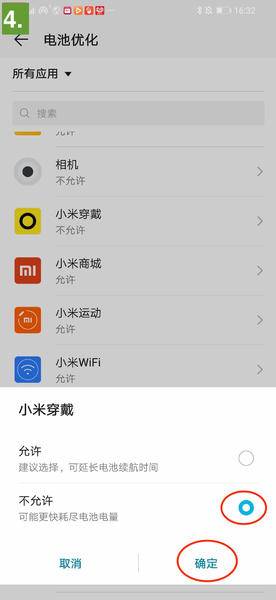 4.
16:32
电池优化
所有应用
搜索
允许
相机
不允许
小米穿戴
不允许
小米商城
允许
小米运动
允许
小米WiFi
允许
小米穿戴
允许
建议选择，可延长电池续航时间
不允许
可能更快耗尽电池电量
取消
确定